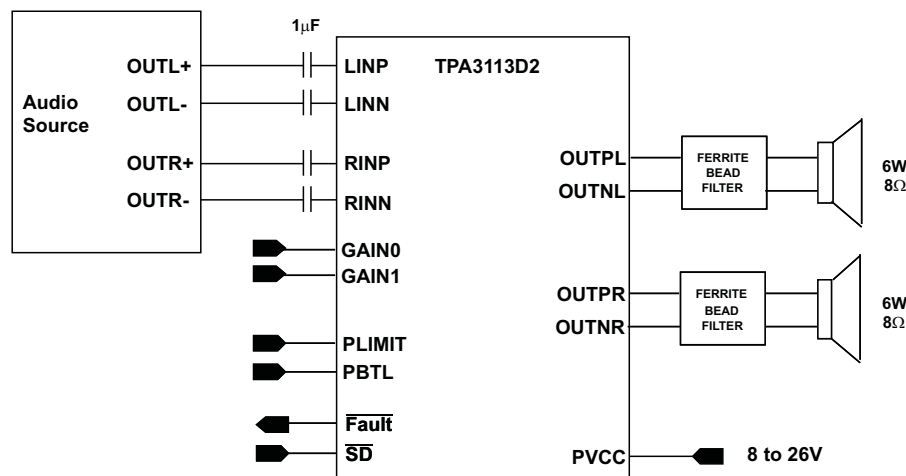 1µF
OUTL+
OUTL-
OUTR+
OUTR-
Audio
Source
LINP
LINN
RINP
RINN
GAIN0
GAIN1
PLIMIT
PBTL
Fault
SD
TPA3113D2
OUTPL
OUTNL
OUTPR
OUTNR
PVCC
FERRITE
BEAD
FILTER
6W
8Ω
FERRITE
BEAD
FILTER
6W
8Ω
8 to 26V